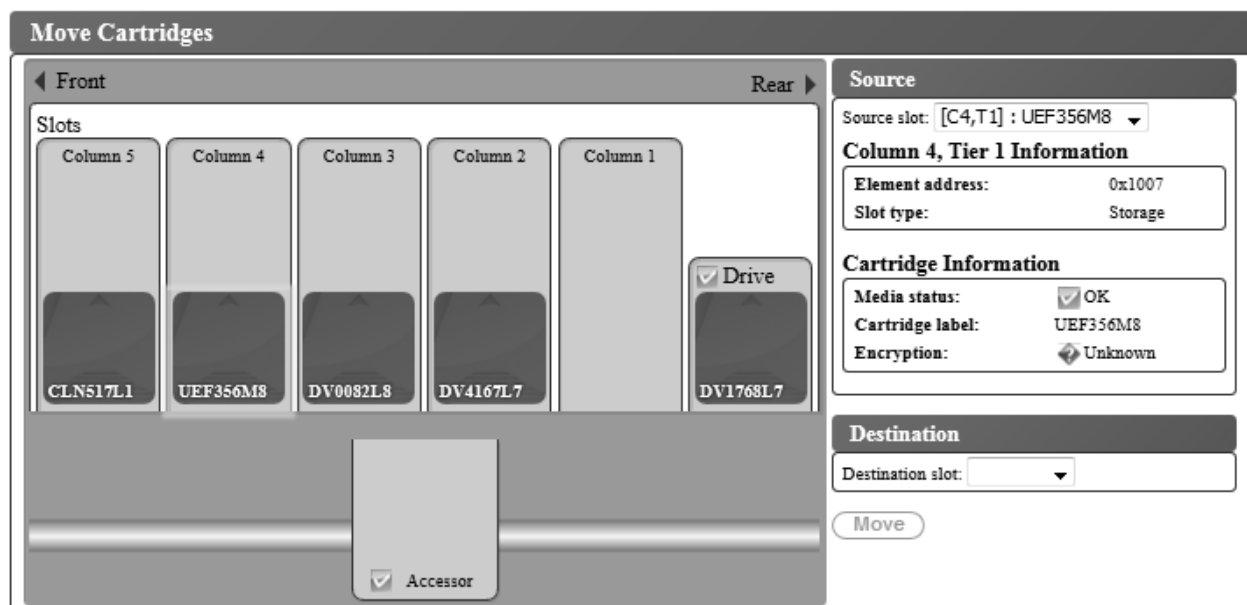 Move Cartridges
Front
Rear
Slots
Column 5
Column 4
Column 3
Column 2
Column 1
Drive
CLN517L1
UEF356M8
DV0082L8
DV4167L7
DV1768L7
Accessor
Source
Source slot: [C4,T1] : UEF356M8
Column 4, Tier 1 Information
Element address: 0x1007
Slot type: Storage
Cartridge Information
Media status: OK
Cartridge label: UEF356M8
Encryption: Unknown
Destination
Destination slot:
Move